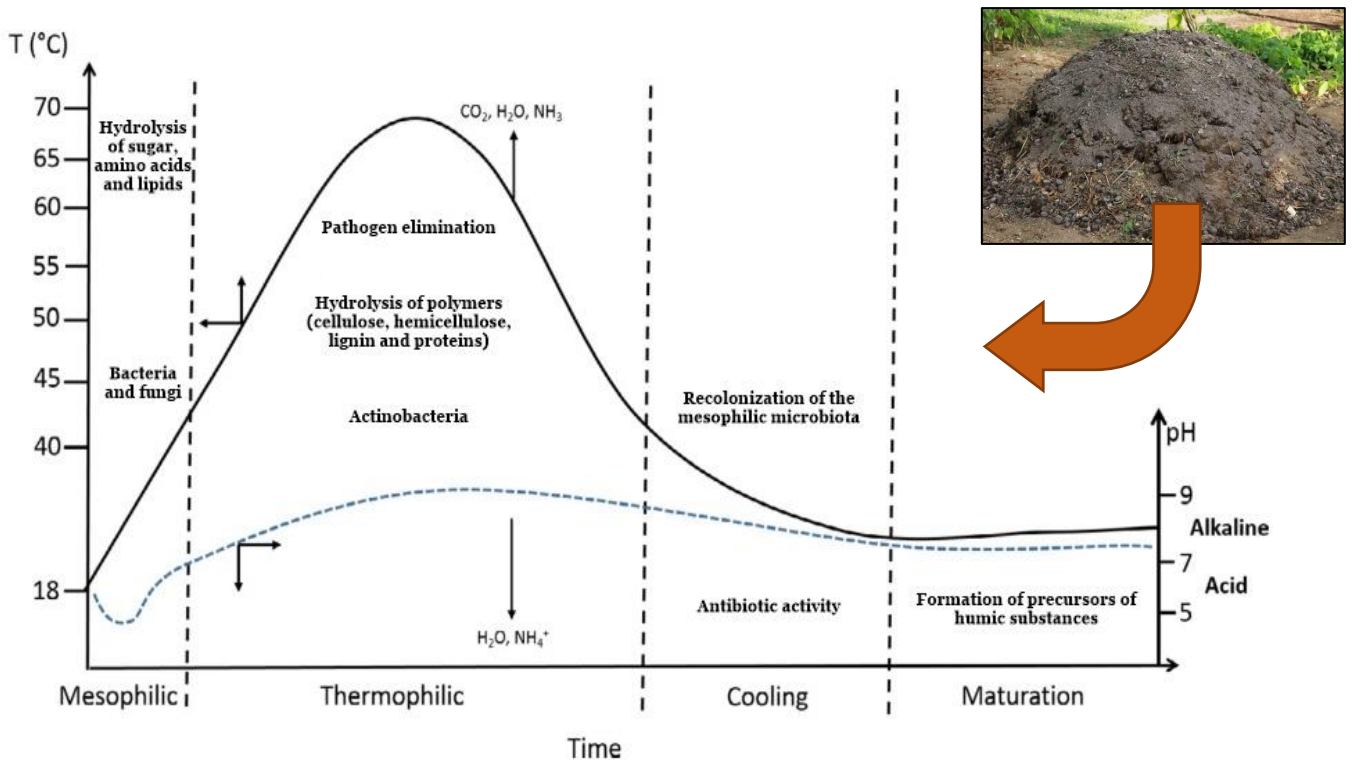 T (°C)
70
65
60
55
50
45
40
18
Hydrolysis
of sugar,
amino acids
and lipids
Bacteria
and fungi
CO₂, H₂O, NH₃
Pathogen elimination
Hydrolysis of polymers
(cellulose, hemicellulose,
lignin and proteins)
Actinobacteria
H₂O, NH₄⁺
Recolonization of the
mesophilic microbiota
Antibiotic activity
Formation of precursors of
humic substances
pH
9
Alkaline
7
Acid
5
Mesophilic
Thermophilic
Cooling
Maturation
Time